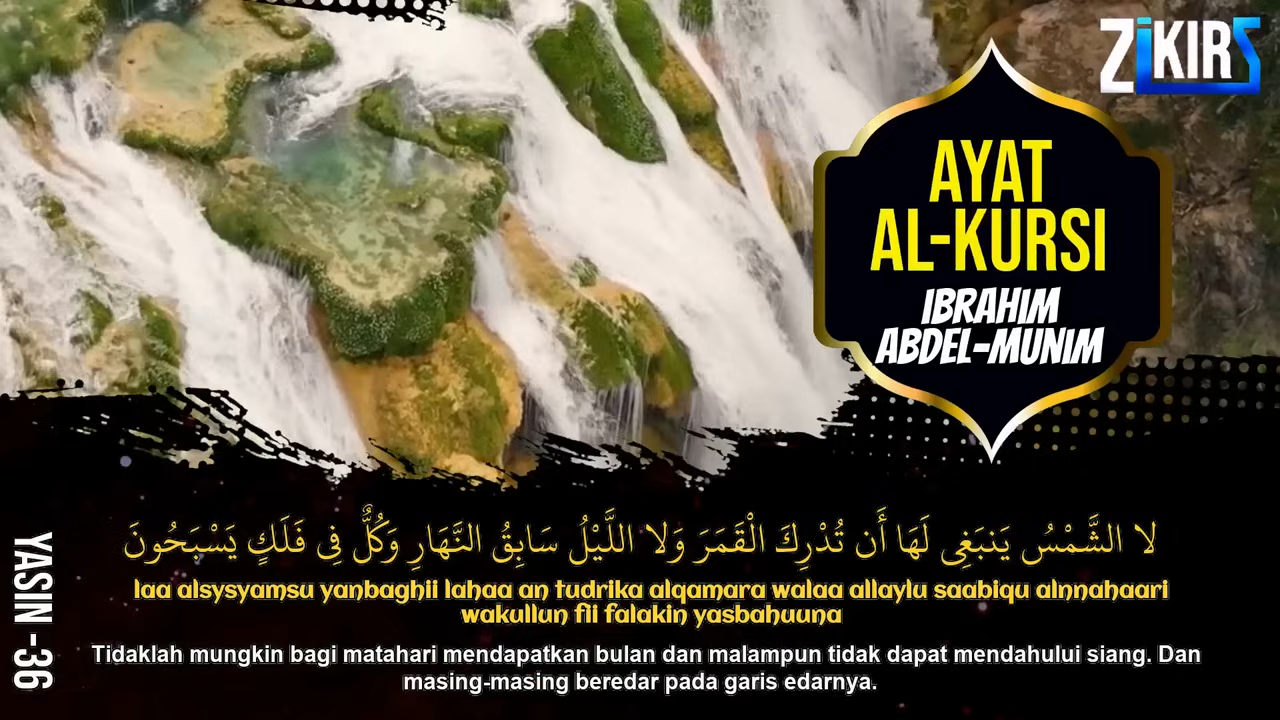 ZiKIRS
AYAT
AL-KURSI
IBRAHIM
ABDEL-MUNIM
لا الشَّمْسُ يَنبَغِى لَهَا أَن تُدْرِكَ الْقَمَرَ وَلا اللَّيْلُ سَابِقُ النَّهَارِ وَكُلٌّ فِى فَلَكٍ يَسْبَحُونَ
laa alsysyamsu yanbaghii lahaa an tudrika alqamara walaa allaylu saabiqu alnnahaari
wakullun fii falakin yasbahuuna
Tidaklah mungkin bagi matahari mendapatkan bulan dan malampun tidak dapat mendahului siang. Dan
masing-masing beredar pada garis edarnya.
YASIN -36